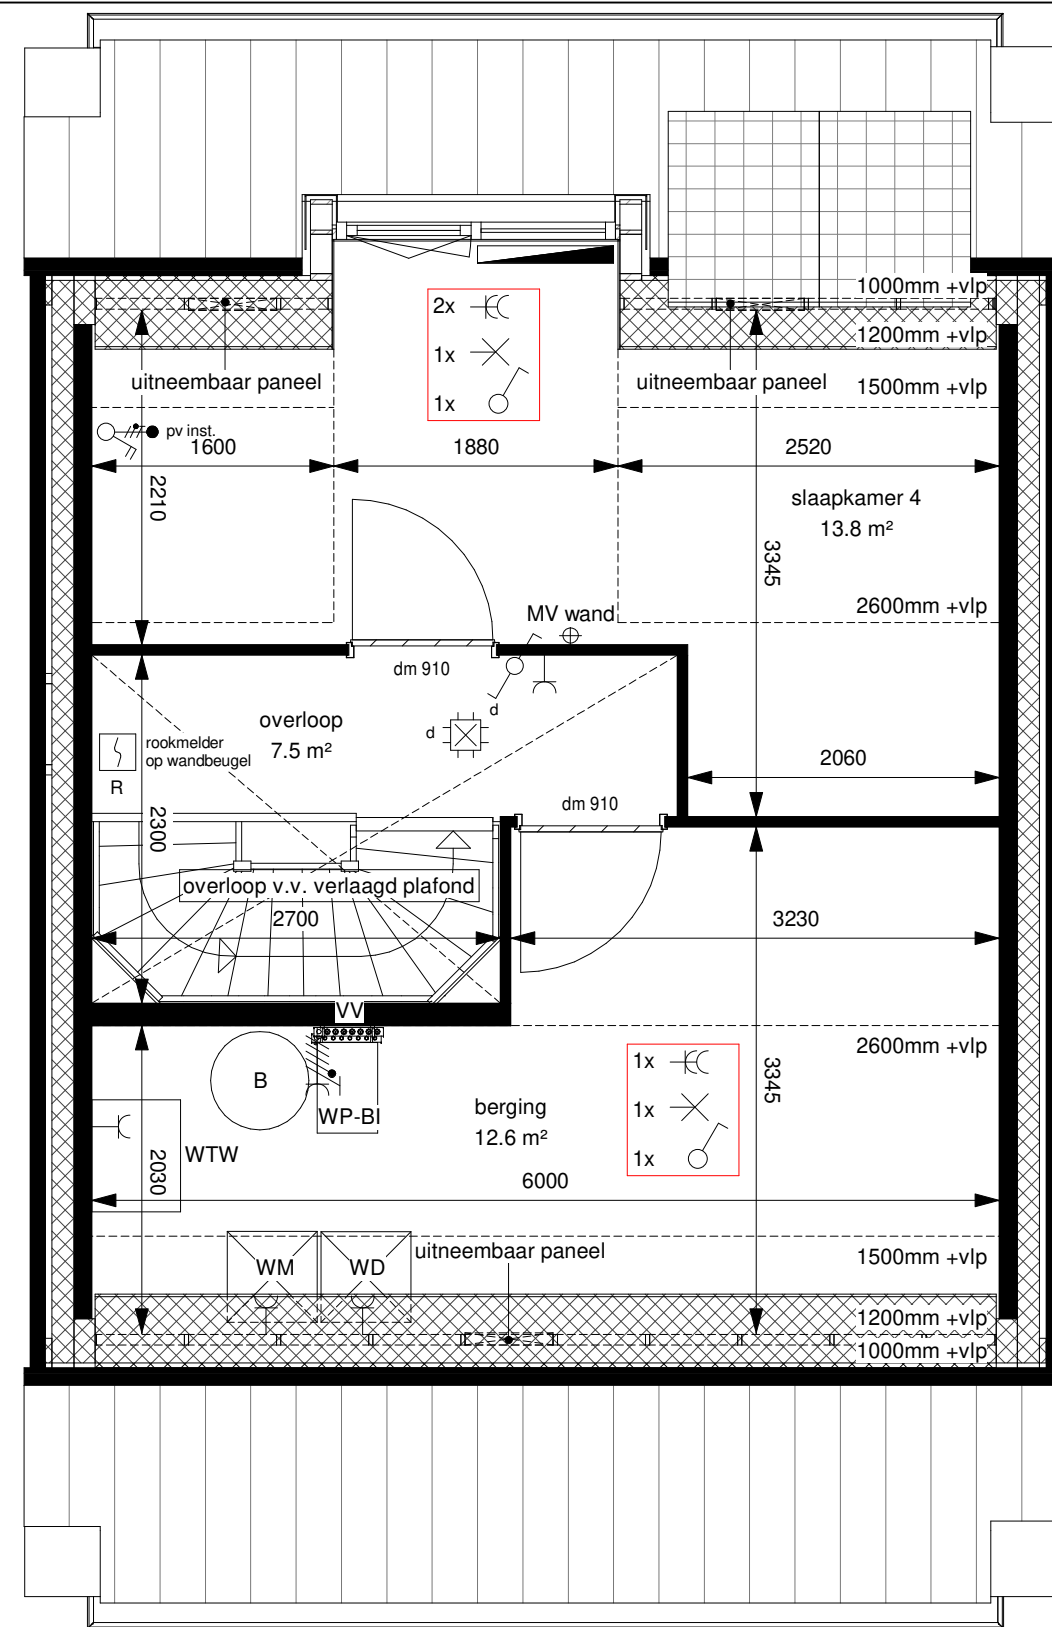 1000mm +vlp
1200mm +vlp
2x
1x
1x
uitneembaar paneel
uitneembaar paneel
1500mm +vlp
pv inst.
1600
1880
2520
2210
slaapkamer 4
13.8 m²
3345
2600mm +vlp
MV wand
dm 910
d
d
overloop
7.5 m²
rookmelder
op wandbeugel
R
2060
dm 910
2300
overloop v.v. verlaagd plafond
2700
3230
VV
2600mm +vlp
1x
1x
1x
3345
B
WP-BI
berging
12.6 m²
WTW
2030
6000
uitneembaar paneel
WM
WD
1500mm +vlp
1200mm +vlp
1000mm +vlp